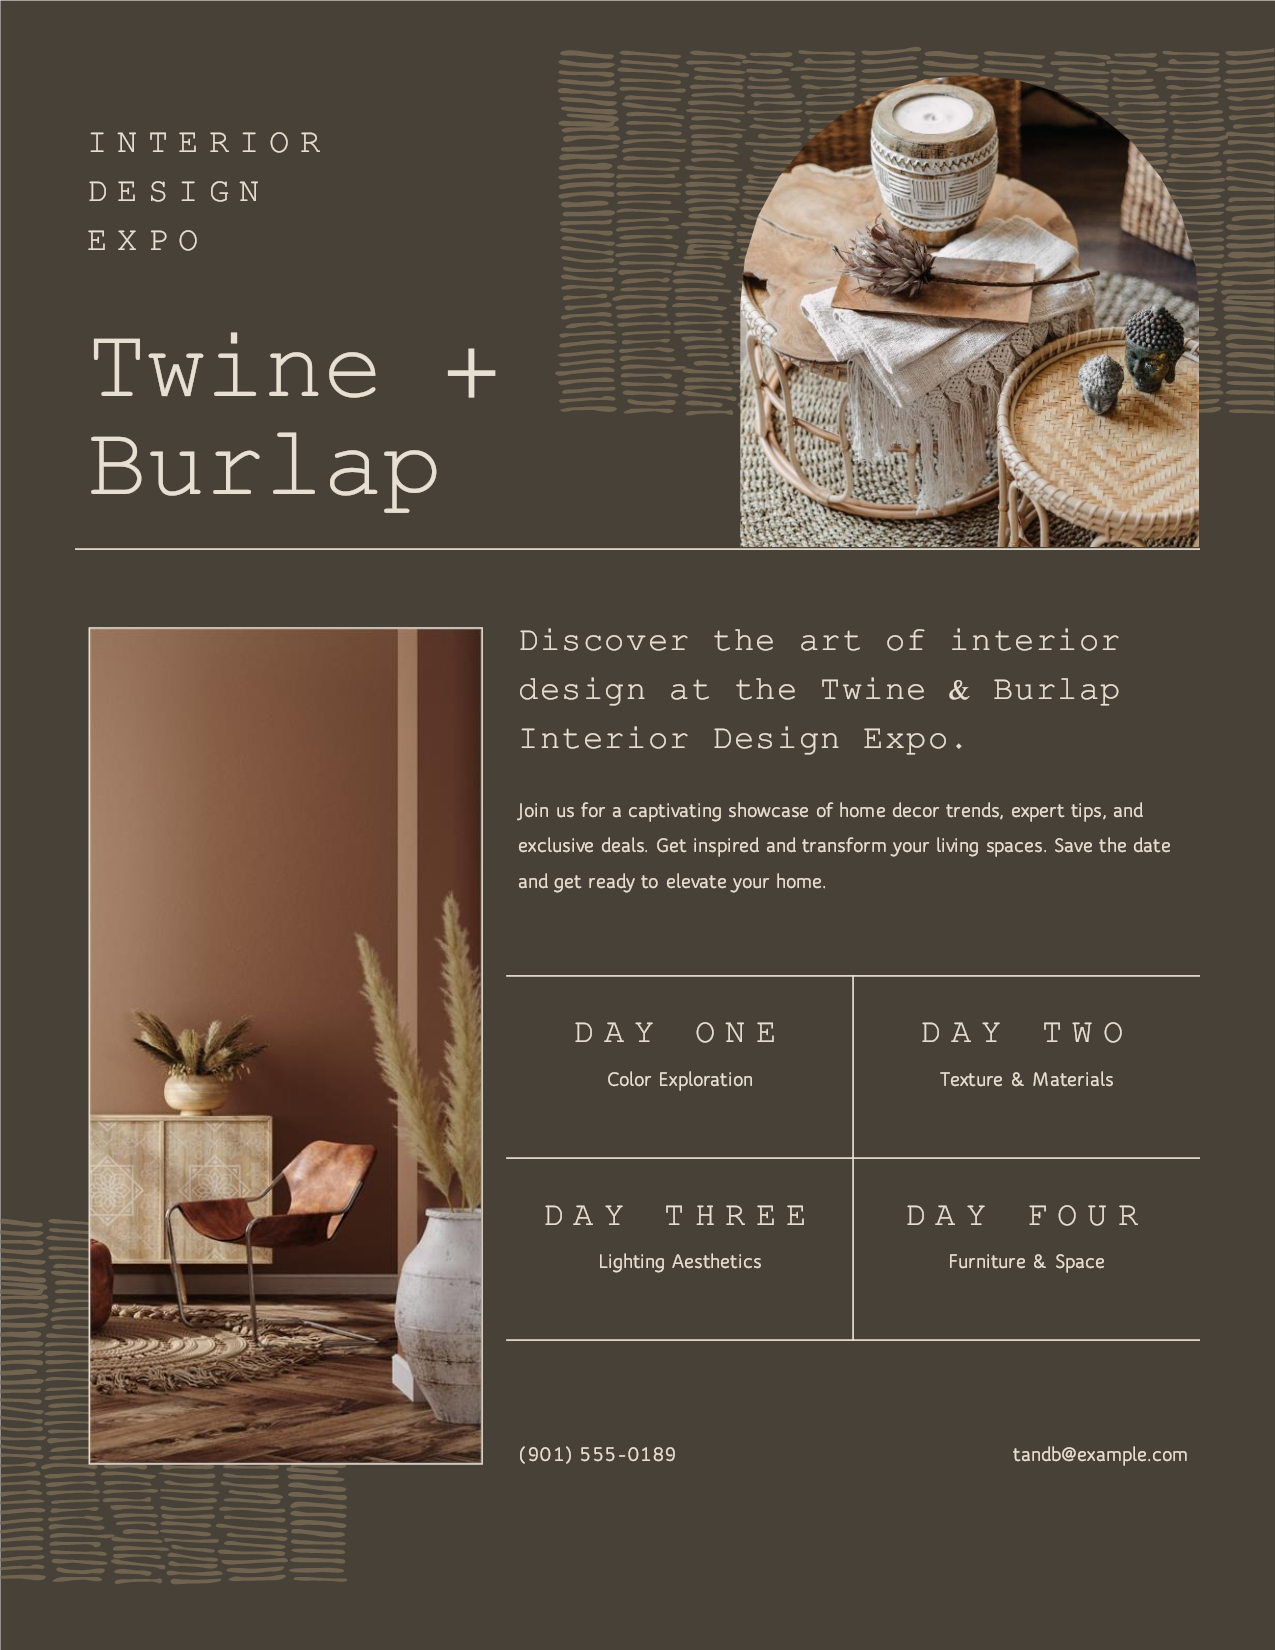 INTERIOR
DESIGN
EXPO
Twine +
Burlap
Discover the art of interior
design at the Twine & Burlap
Interior Design Expo.
Join us for a captivating showcase of home decor trends, expert tips, and
exclusive deals. Get inspired and transform your living spaces. Save the date
and get ready to elevate your home.
DAY ONE
Color Exploration
DAY TWO
Texture & Materials
DAY THREE
Lighting Aesthetics
DAY FOUR
Furniture & Space
(901) 555-0189
tandb@example.com